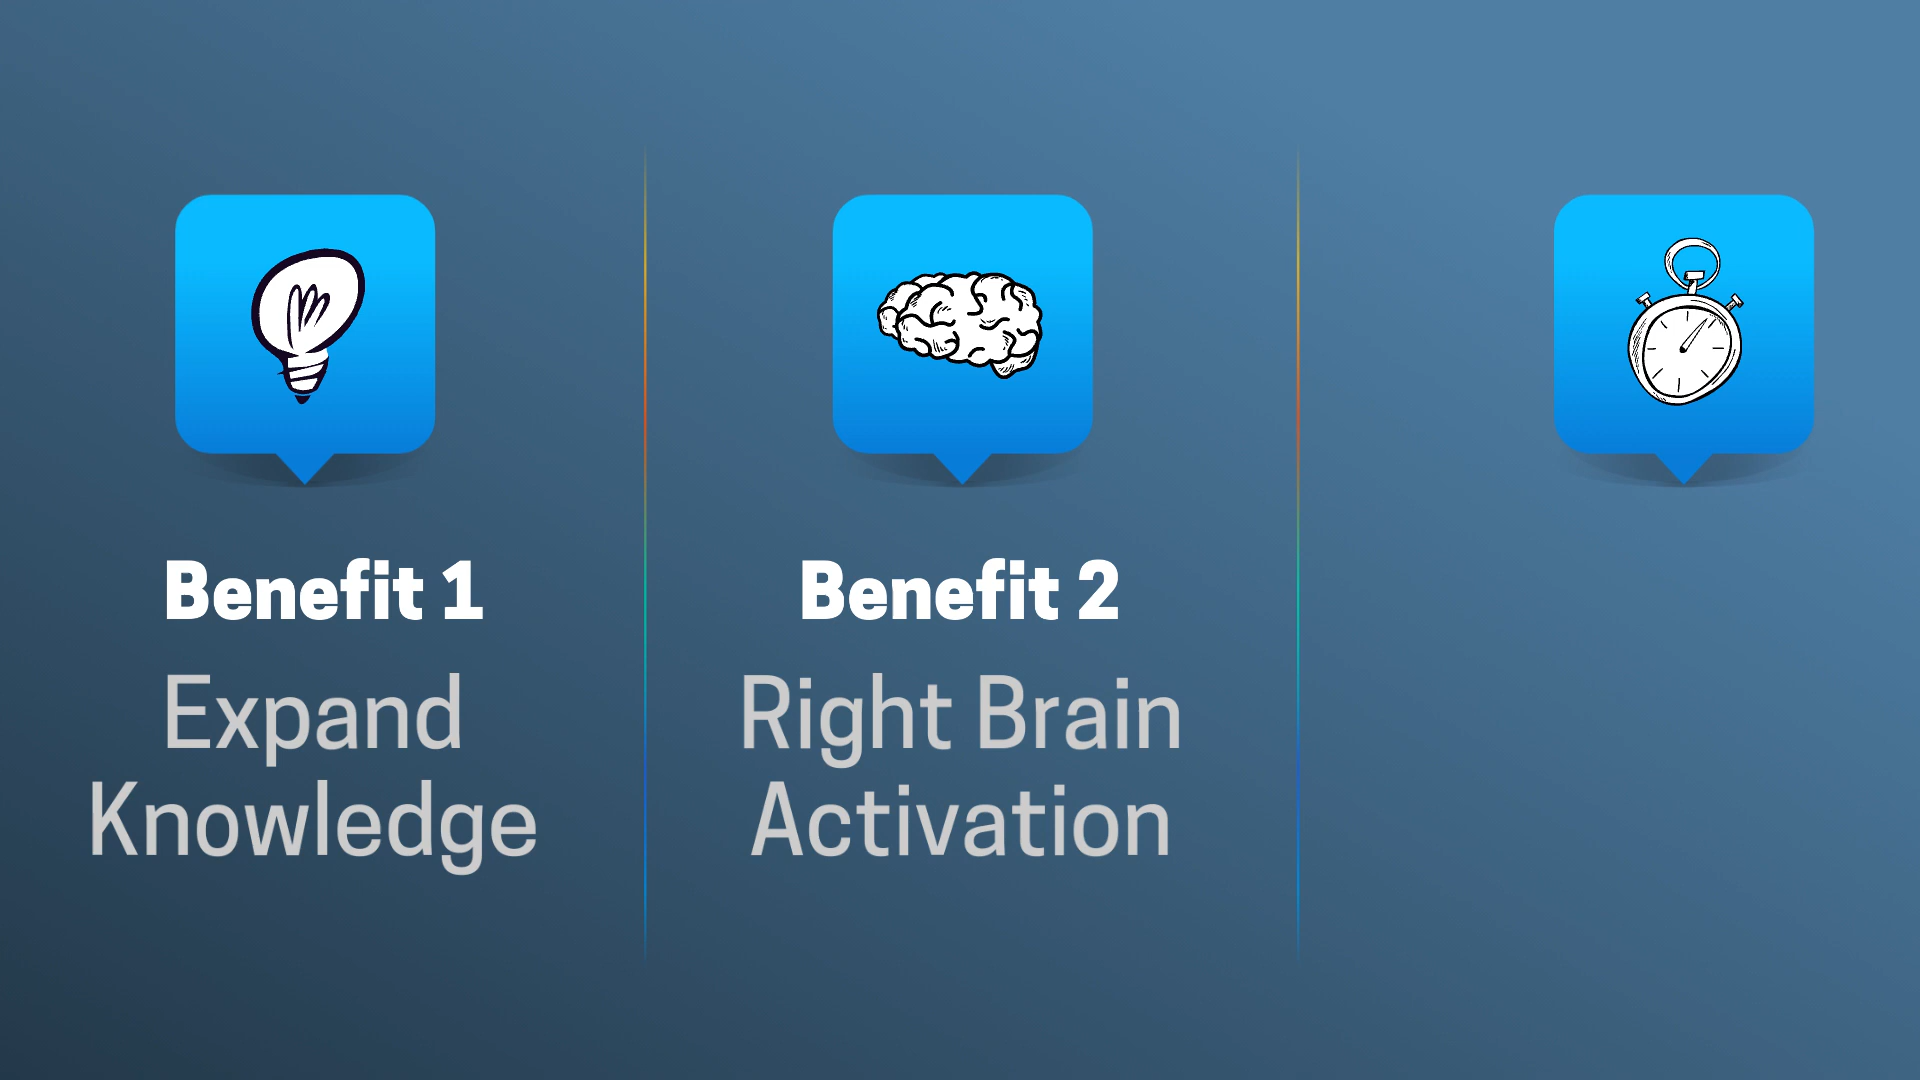 Benefit 1
Expand
Knowledge
Benefit 2
Right Brain
Activation